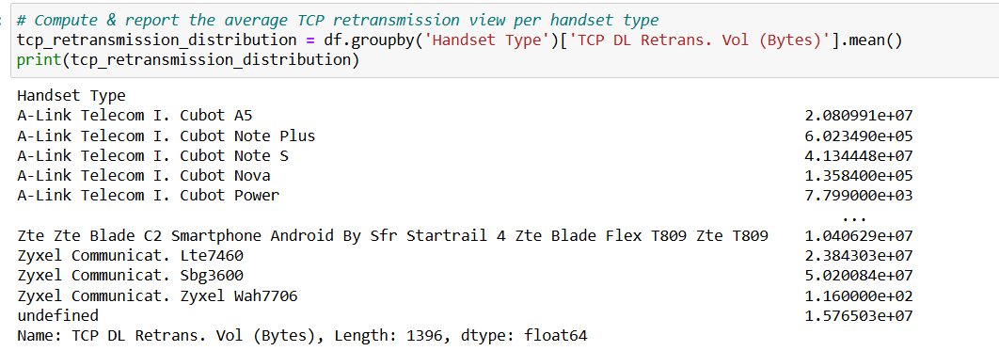 # Compute & report the average TCP retransmission view per handset type
tcp_retransmission_distribution = df.groupby('Handset Type')['TCP DL Retrans. Vol (Bytes)'].mean()
print(tcp_retransmission_distribution)
Handset Type
A-Link Telecom I. Cubot A5 2.080991e+07
A-Link Telecom I. Cubot Note Plus 6.023490e+05
A-Link Telecom I. Cubot Note S 4.134448e+07
A-Link Telecom I. Cubot Nova 1.358400e+05
A-Link Telecom I. Cubot Power 7.799000e+03
...
Zte Zte Blade C2 Smartphone Android By Sfr Startrail 4 Zte Blade Flex T809 Zte T809 1.040629e+07
Zyxel Communicat. Lte7460 2.384303e+07
Zyxel Communicat. Sbg3600 5.020084e+07
Zyxel Communicat. Zyxel Wah7706 1.160000e+02
undefined 1.576503e+07
Name: TCP DL Retrans. Vol (Bytes), Length: 1396, dtype: float64